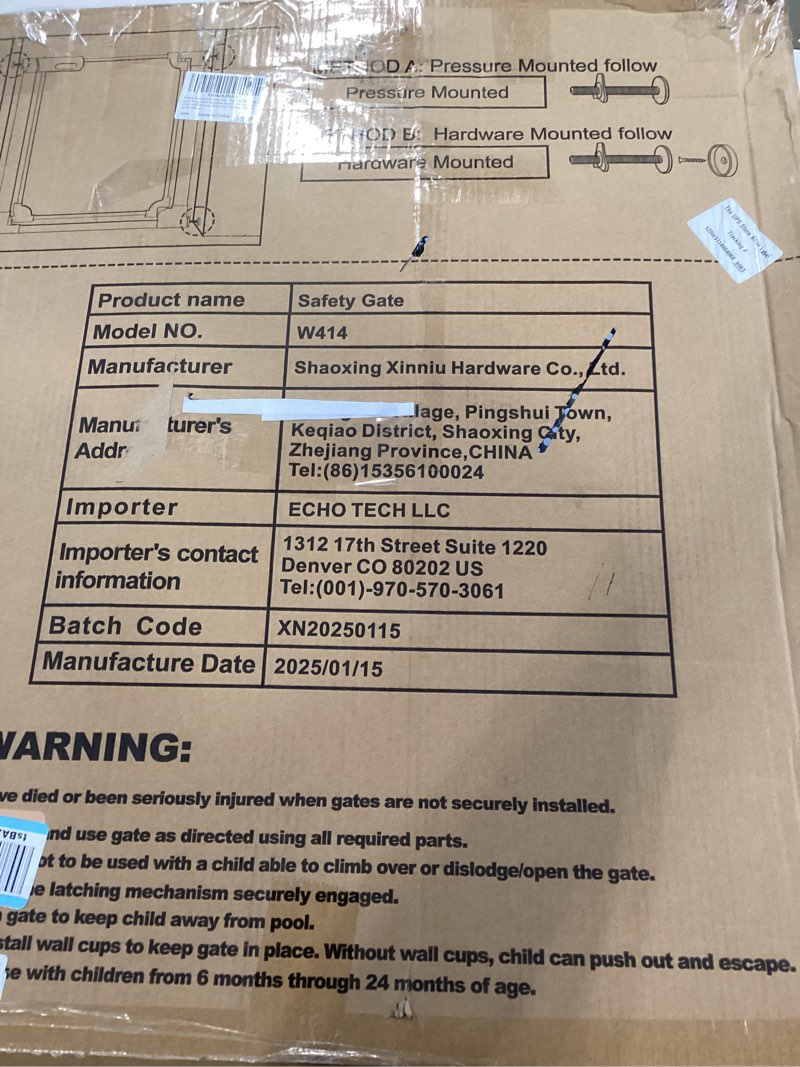 A: Pressure Mounted follow
Pressure Mounted
B: Hardware Mounted follow
Hardware Mounted
Made in China
The UPS Store
Tracking #
Product name Safety Gate
Model NO. W414
Manufacturer Shaoxing Xinniu Hardware Co., Ltd.
Pingshui Town,
Keqiao District, Shaoxing City,
Zhejiang Province,CHINA
Tel:(86)15356100024
Importer ECHO TECH LLC
Importer's contact information
1312 17th Street Suite 1220
Denver CO 80202 US
Tel:(001)-970-570-3061
Batch Code XN20250115
Manufacture Date 2025/01/15
WARNING:
died or been seriously injured when gates are not securely installed.
use gate as directed using all required parts.
to be used with a child able to climb over or dislodge/open the gate.
latching mechanism securely engaged.
gate to keep child away from pool.
wall cups to keep gate in place. Without wall cups, child can push out and escape.
with children from 6 months through 24 months of age.